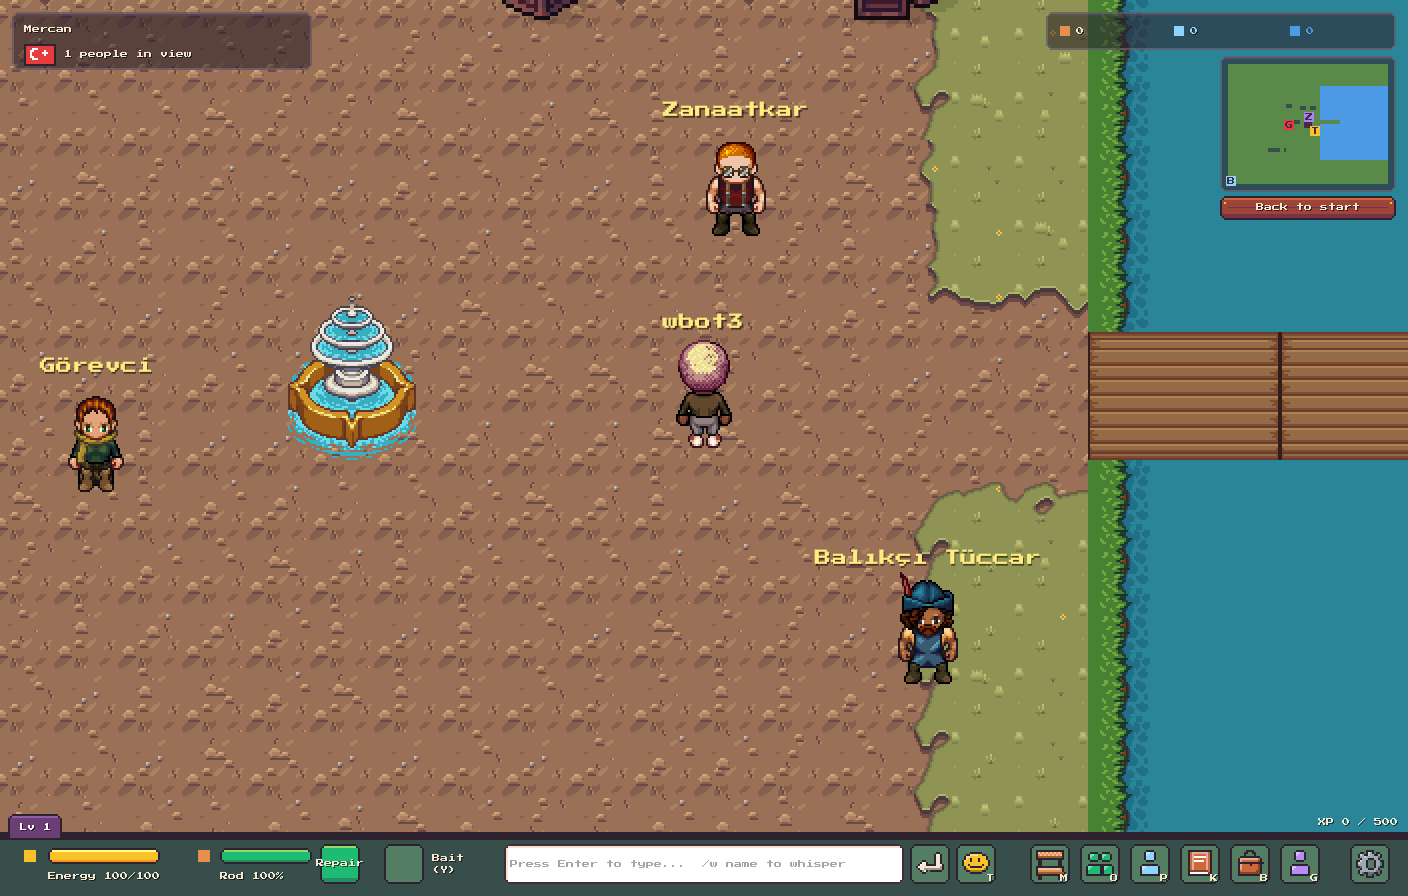 Mercan
C* 1 people in view
0 0 0
Zanaatkar
Z
G
T
B
Back to start
wbot3
Görevci
Balıkçı Tüccar
Lv 1
XP 0 / 500
Energy 100/100
Rod 100%
Repair
Bait
(Y)
Press Enter to type... /w name to whisper
T M O P K B G